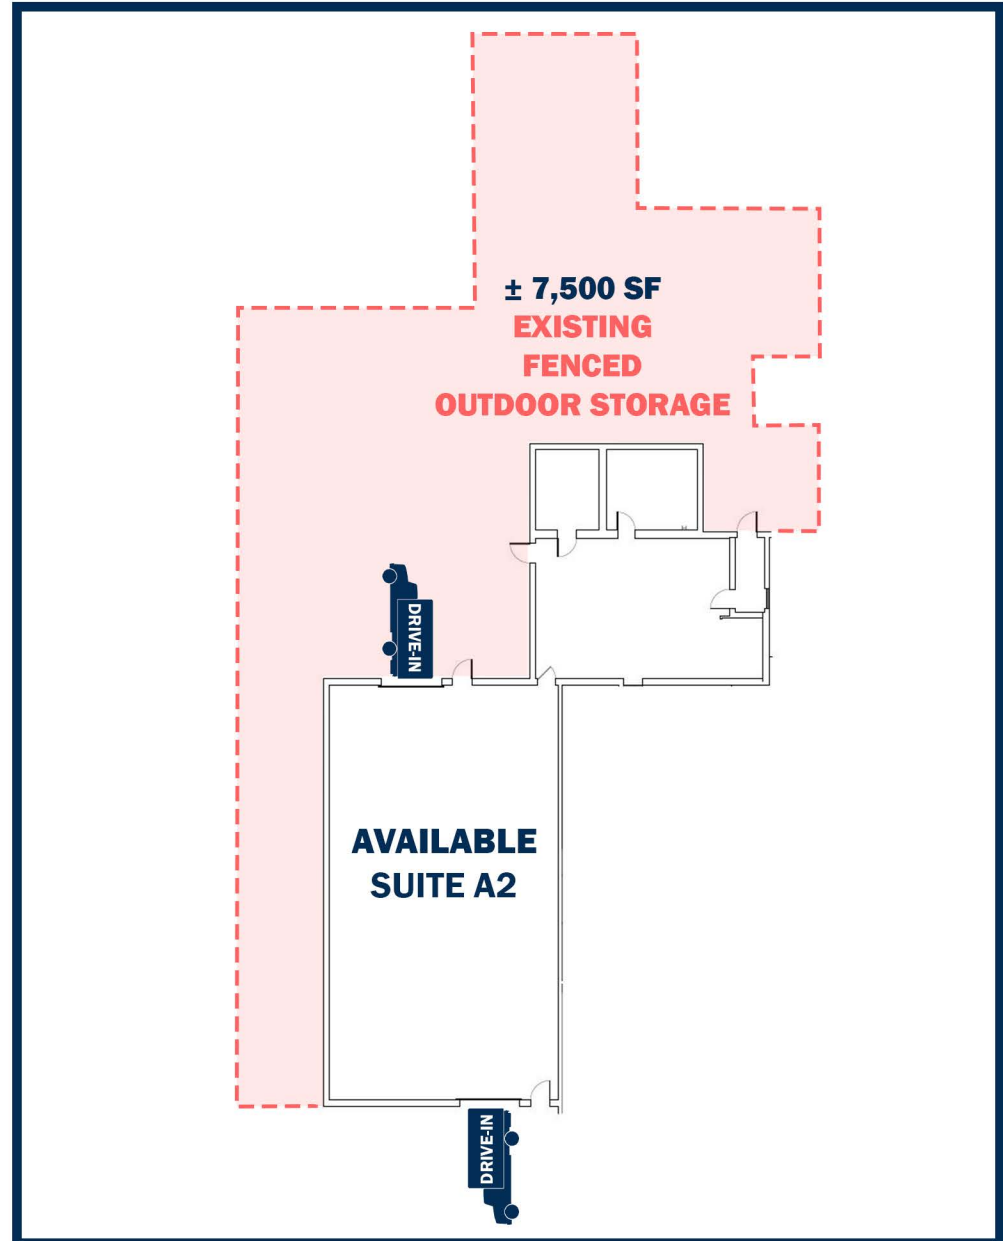 ± 7,500 SF
EXISTING
FENCED
OUTDOOR STORAGE
DRIVE-IN
AVAILABLE
SUITE A2
DRIVE-IN